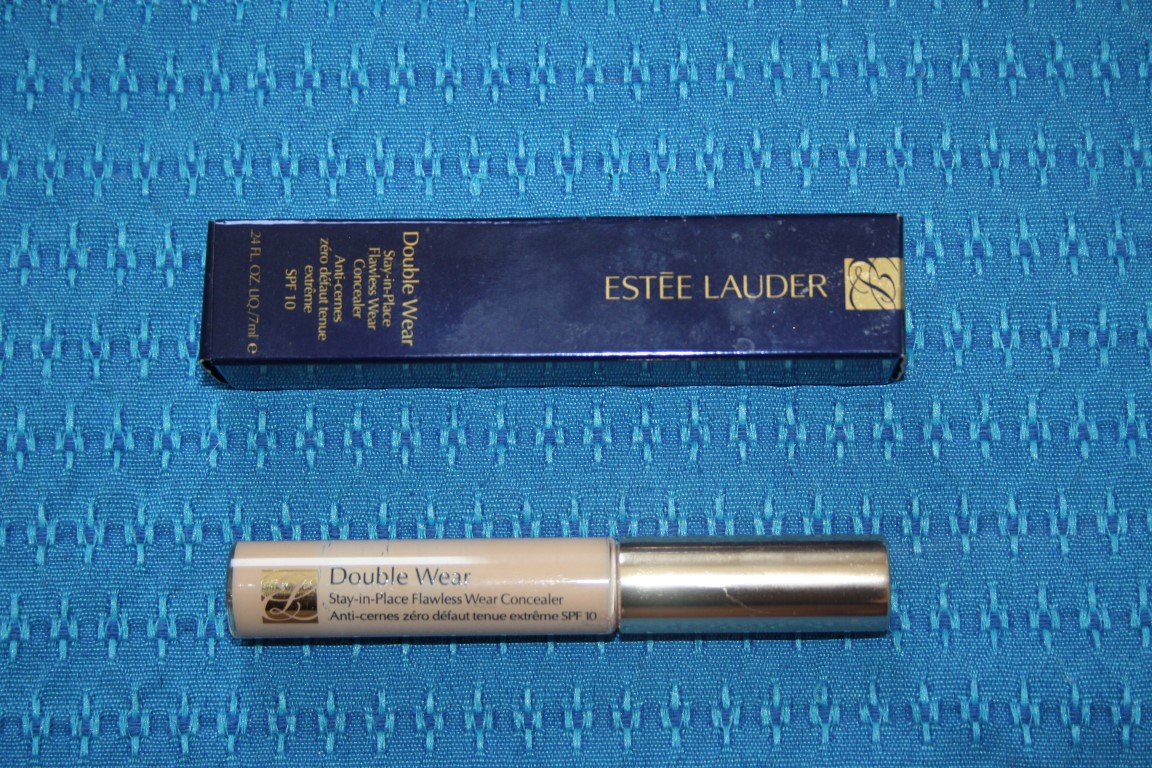 ESTĒE LAUDER
Double Wear
Stay-in-Place
Flawless Wear
Concealer
Anti-cernes
zéro défaut tenue
extrême
SPF 10
.24 FL. OZ. LIQ./7 ml ℮
Double Wear
Stay-in-Place Flawless Wear Concealer
Anti-cernes zéro défaut tenue extrême SPF 10